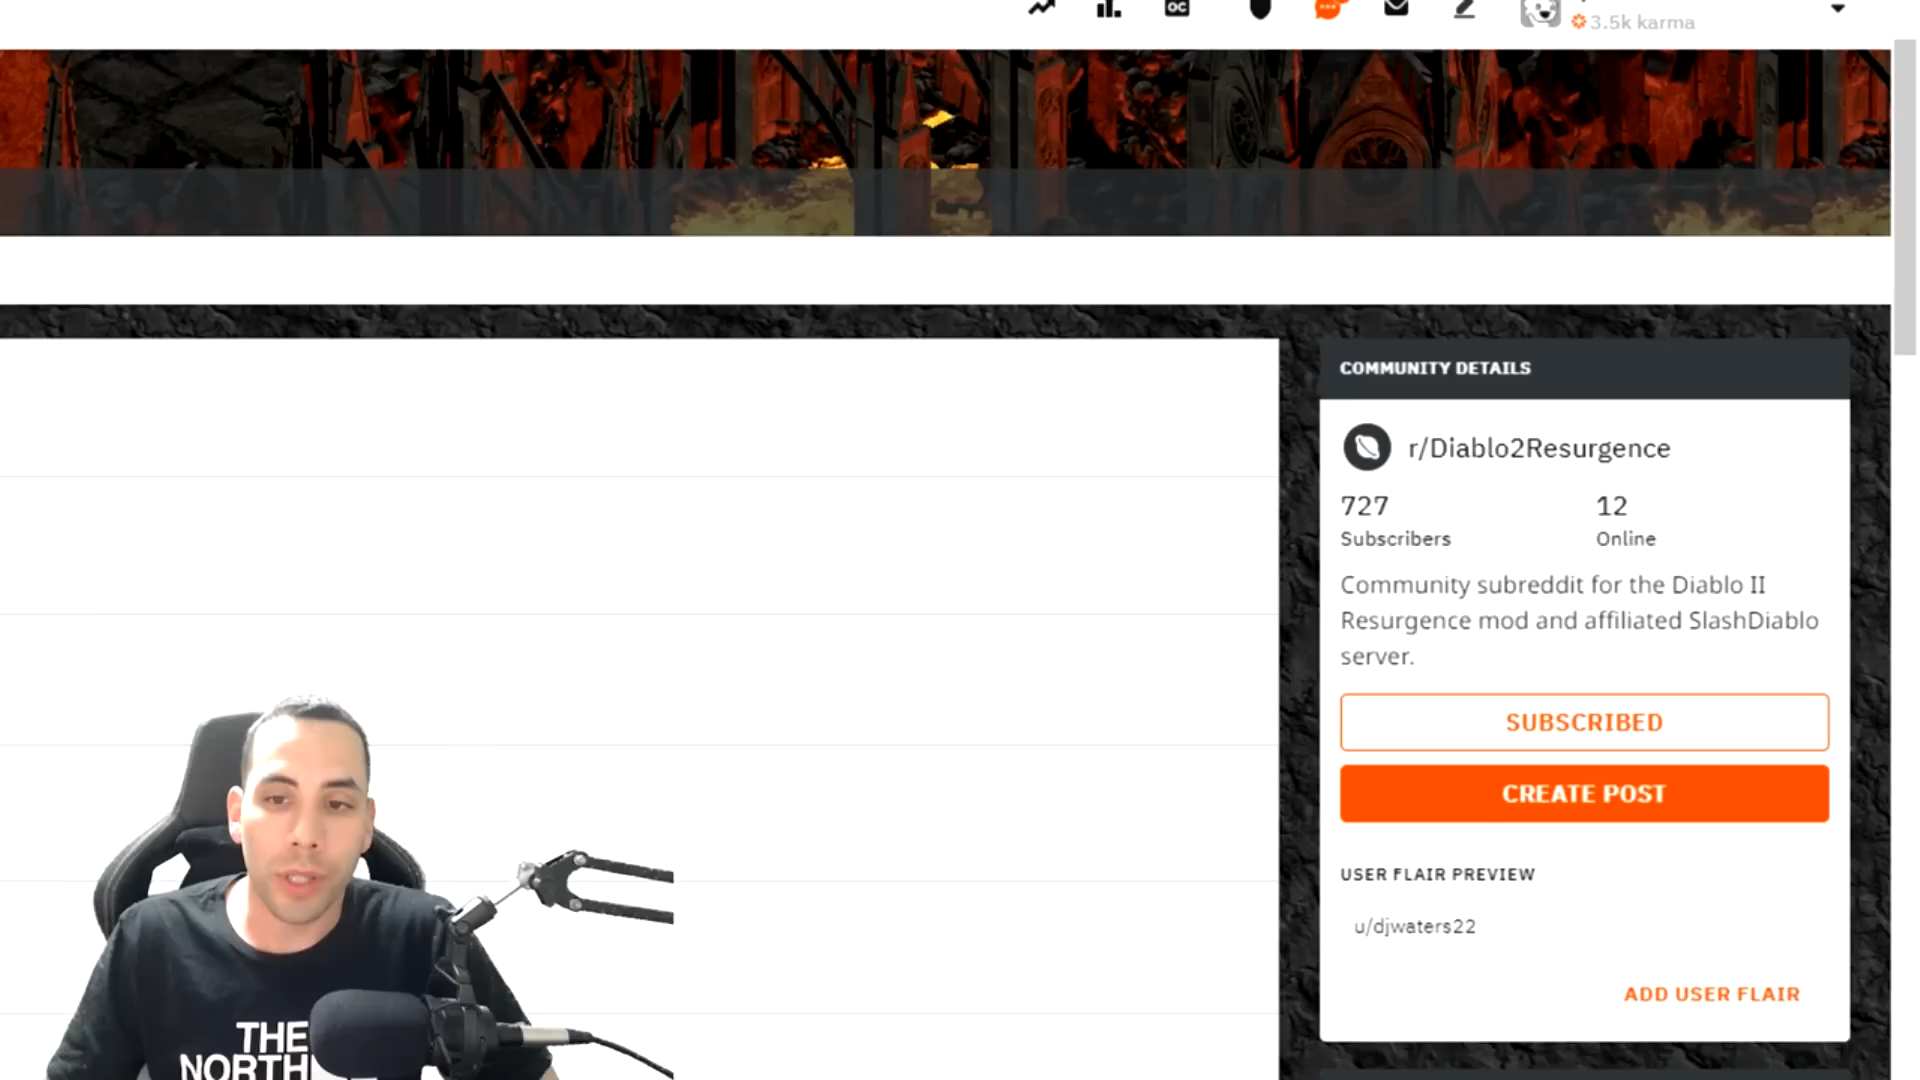 OC
3.5k karma
COMMUNITY DETAILS
r/Diablo2Resurgence
727
12
Subscribers
Online
Community subreddit for the Diablo II
Resurgence mod and affiliated SlashDiablo
server.
SUBSCRIBED
CREATE POST
USER FLAIR PREVIEW
u/djwaters22
ADD USER FLAIR
THE
NORTH